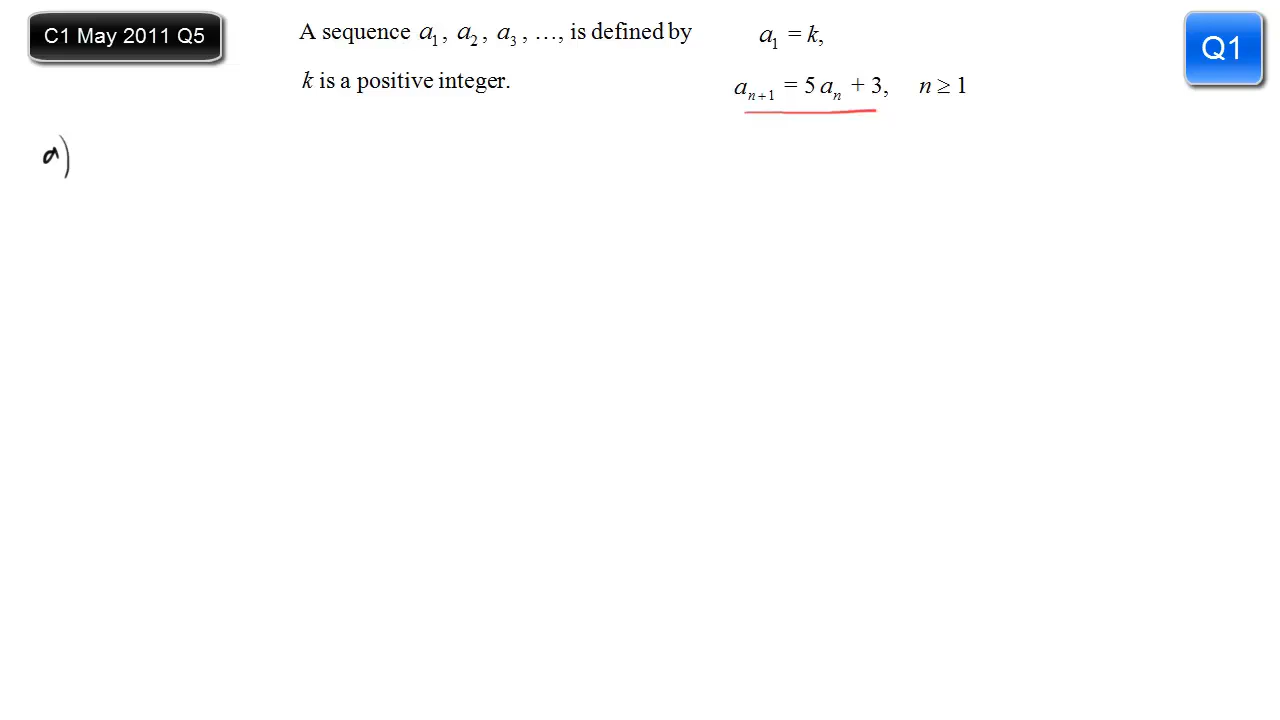 C1 May 2011 Q5
A sequence a₁, a₂, a₃, …, is defined by
a₁ = k,
Q1
k is a positive integer.
aₙ₊₁ = 5 aₙ + 3, n ≥ 1
a)